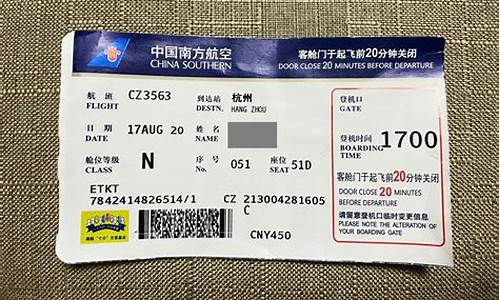 中国南方航空
CHINA SOUTHERN
客舱门于起飞前20分钟关闭
DOOR CLOSE 20 MINUTES BEFORE DEPARTURE
航 班 CZ3563 到达站 杭州
FLIGHT DESTN. HANG ZHOU
日 期 17AUG 20 姓 名
DATE NAME
舱位等级 N 序 号 051 座位 51D
CLASS NO. SEAT
ETKT
7842414826514/1 CZ 213004281605
C
CNY450
登机口
GATE
登机时间 1700
BOARDING
TIME
客舱门于起飞前20分钟关闭
DOOR CLOSE 20 MINUTES
BEFORE DEPARTURE
请留意登机口临时变更信息
PLEASE NOTE THE ALTERATION OF
YOUR BOARDING GATE